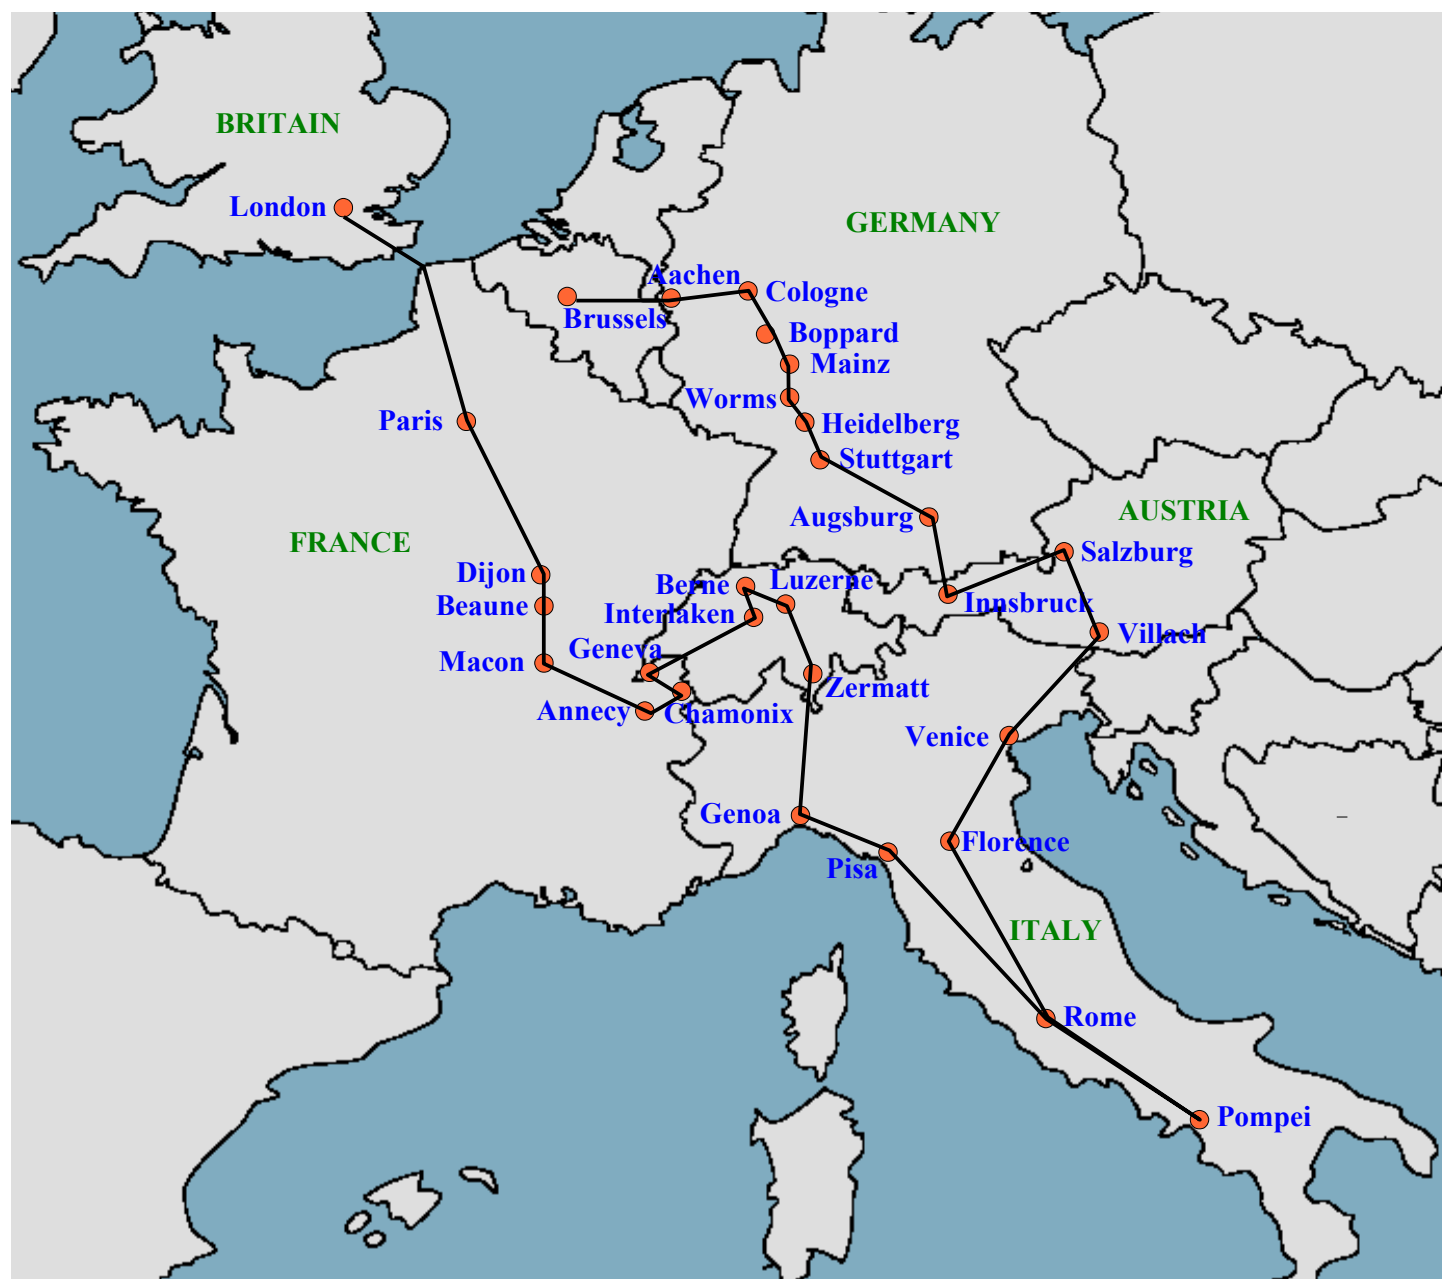 BRITAIN
London
GERMANY
Aachen
Cologne
Brussels
Boppard
Mainz
Worms
Paris
Heidelberg
Stuttgart
AUSTRIA
Augsburg
FRANCE
Salzburg
Dijon
Berne
Luzerne
Beaune
Interlaken
Innsbruck
Villach
Geneva
Macon
Zermatt
Annecy
Chamonix
Venice
Genoa
Florence
Pisa
ITALY
Rome
Pompei